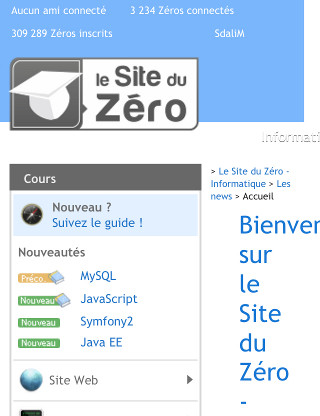 Aucun ami connecté 3 234 Zéros connectés
309 289 Zéros inscrits SdaliM
le Site du
Zéro
Informati
Cours
Nouveau ?
Suivez le guide !
Nouveautés
Préco. MySQL
Nouveau JavaScript
Nouveau Symfony2
Nouveau Java EE
Site Web
> Le Site du Zéro -
Informatique > Les
news > Accueil
Bienven
sur
le
Site
du
Zéro
-